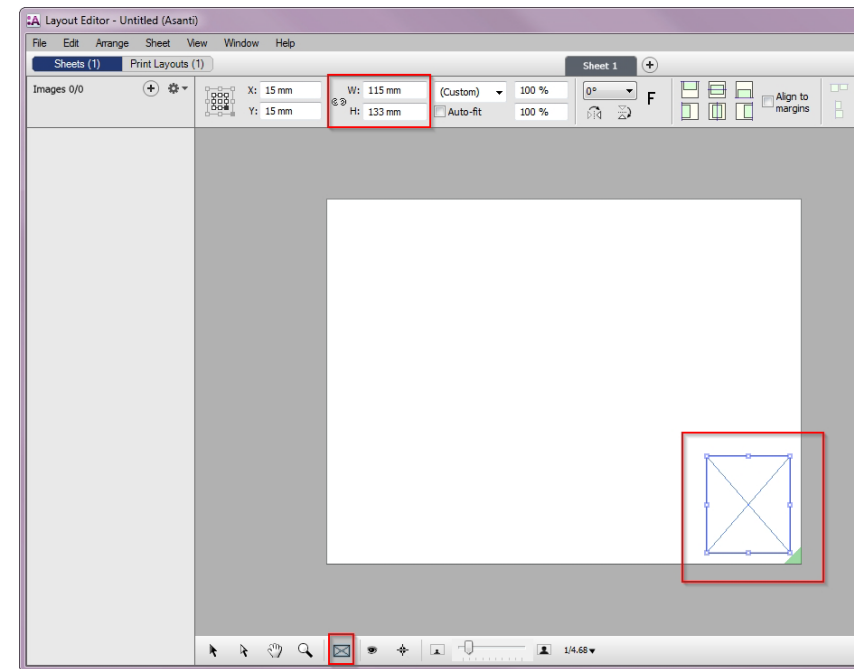 Layout Editor - Untitled (Asanti)
File Edit Arrange Sheet View Window Help
Sheets (1) Print Layouts (1) Sheet 1
Images 0/0 X: 15 mm W: 115 mm (Custom) 100 % 0° F Align to margins
Y: 15 mm H: 133 mm Auto-fit 100 %
1/4.68